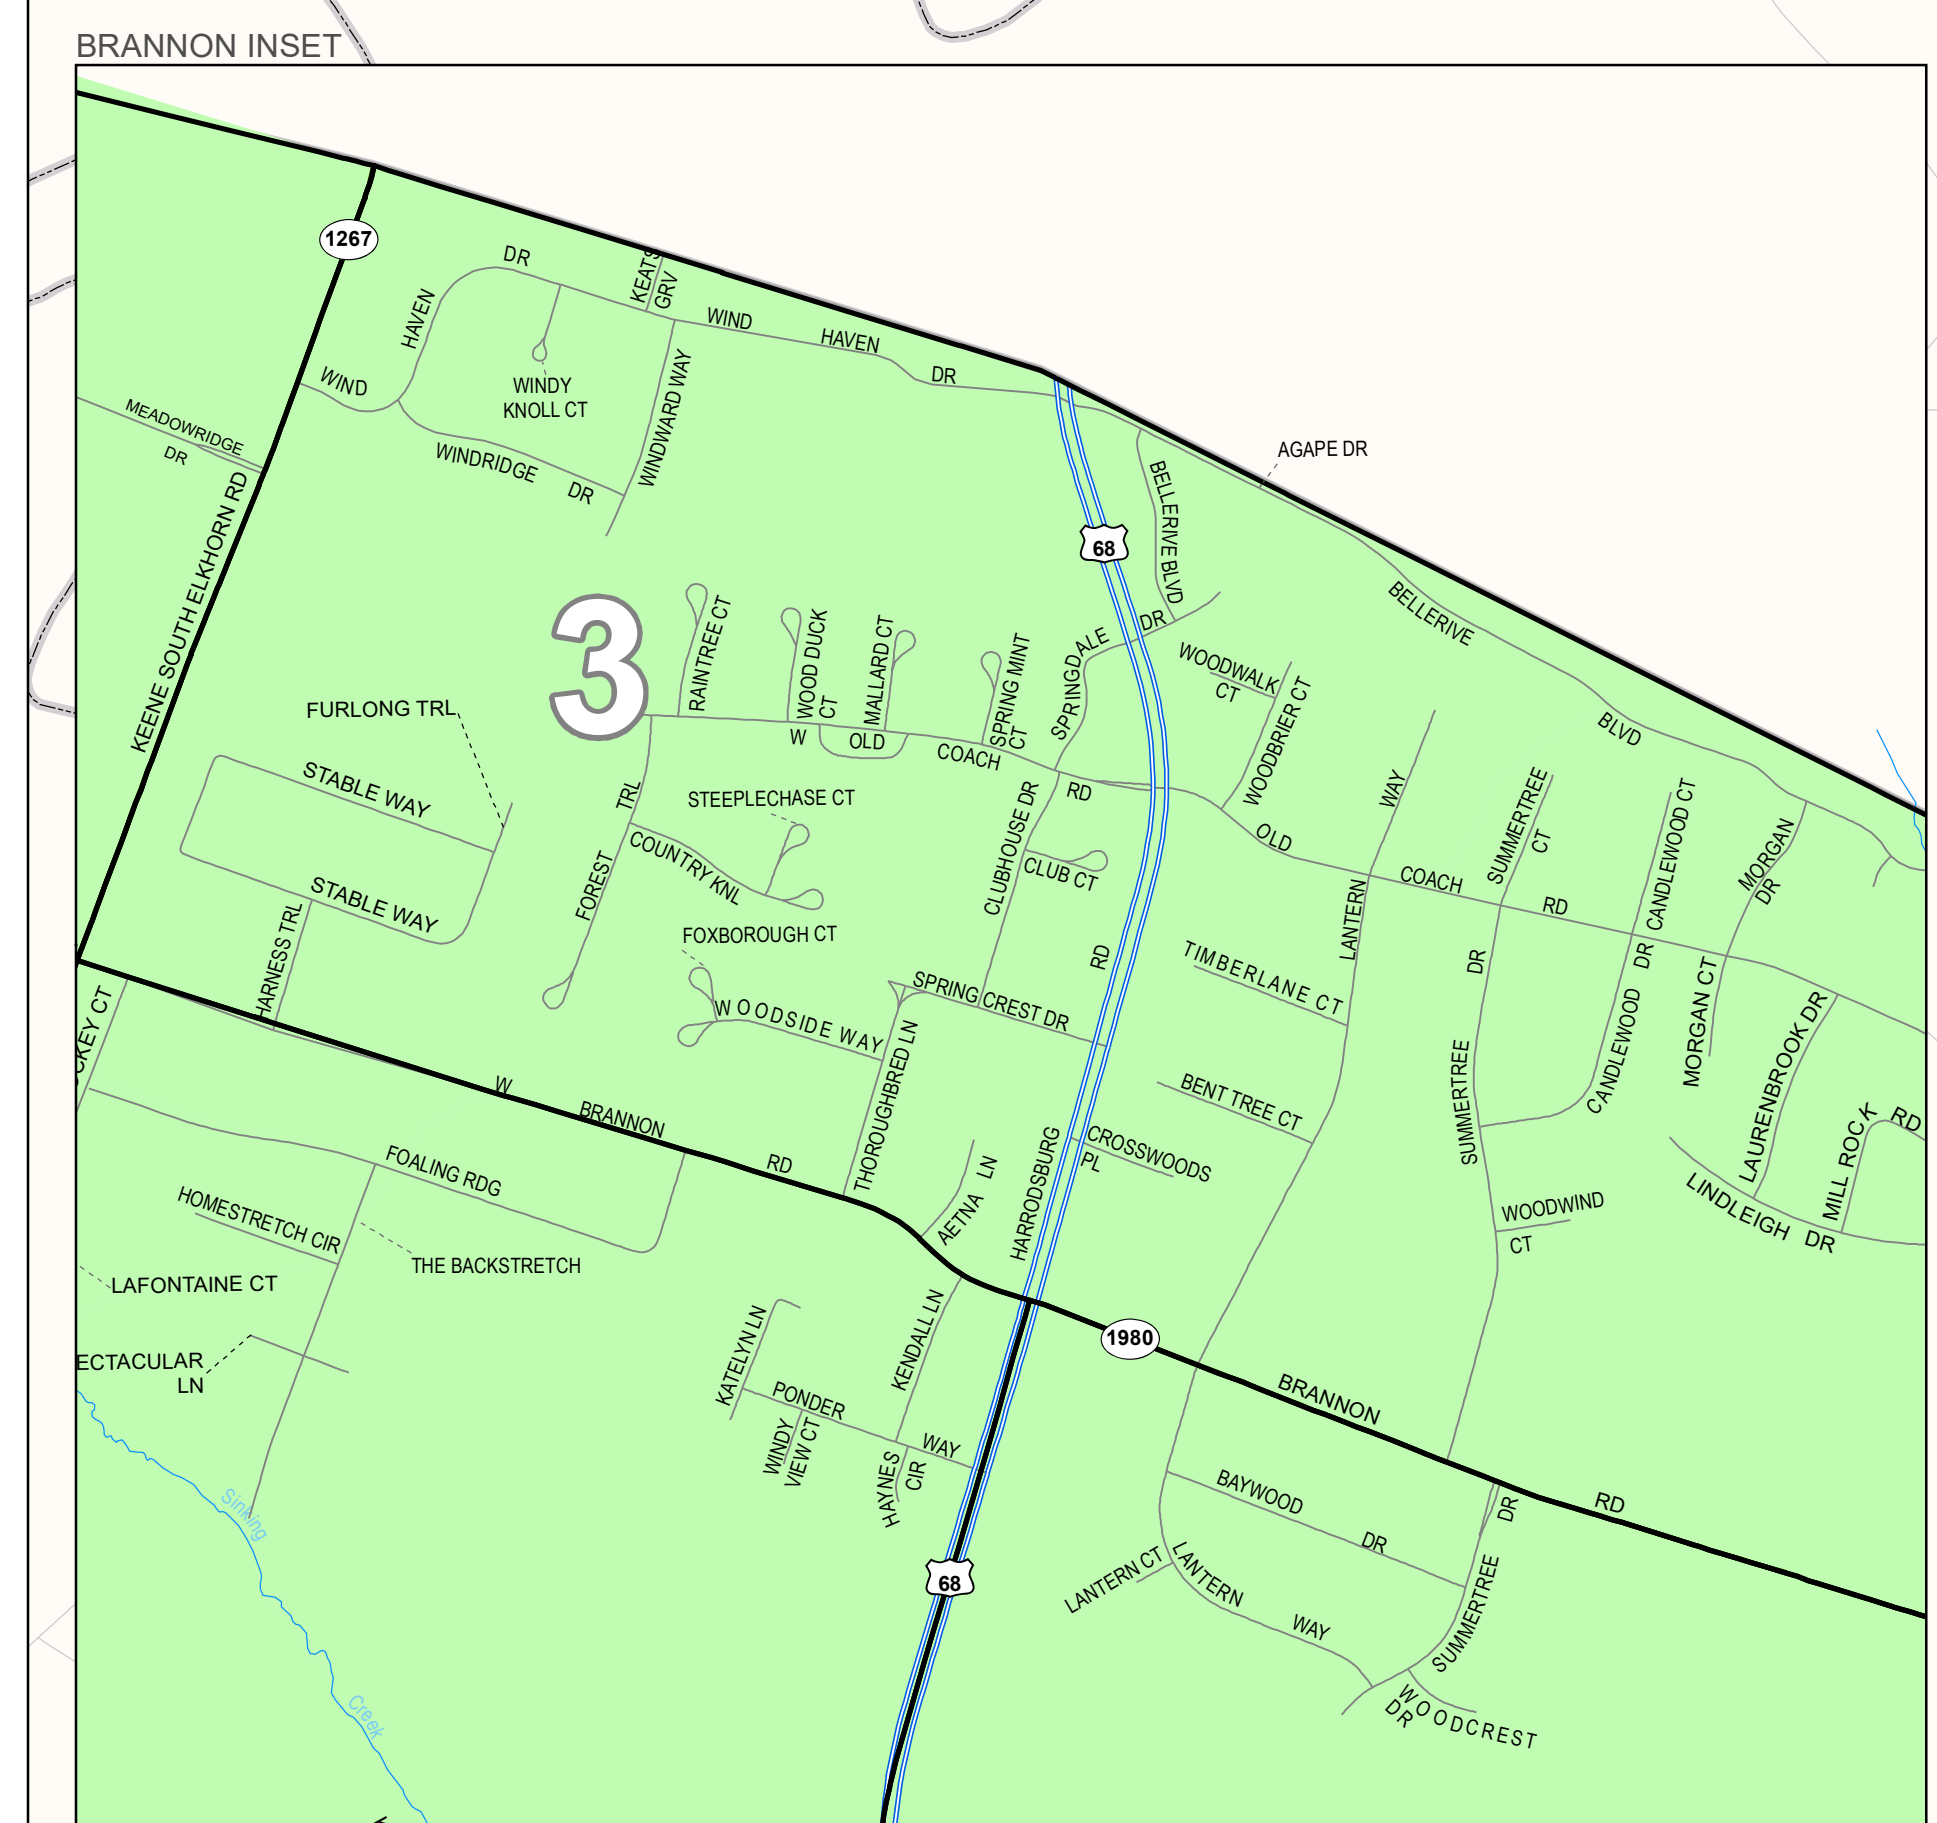 BRANNON INSET
1267
WIND HAVEN DR
KEATS GRV
WIND HAVEN DR
WINDY
KNOLL CT
WINDWARD WAY
WINDRIDGE DR
MEADOWRIDGE
DR
KEENE SOUTH ELKHORN RD
AGAPE DR
68
BELLERIVE BLVD
BELLERIVE BLVD
3
RAINTREE CT
WOOD DUCK
CT
MALLARD CT
SPRING MINT
CT
SPRINGDALE DR
WOODWALK
CT
WOODBRIER CT
FURLONG TRL
W OLD COACH RD
STABLE WAY
STABLE WAY
HARNESS TRL
FOREST TRL
STEEPLECHASE CT
COUNTRY KNL
CLUBHOUSE DR
CLUB CT
OLD COACH RD
LANTERN WAY
SUMMERTREE
CT
CANDLEWOOD CT
MORGAN
DR
FOXBOROUGH CT
WOODSIDE WAY
SPRING CREST DR
THOROUGHBRED LN
HARRODSBURG RD
TIMBERLANE CT
SUMMERTREE DR
CANDLEWOOD DR
MORGAN CT
LAURENBROOK DR
MILL ROCK RD
LINDLEIGH DR
BENT TREE CT
CROSSWOODS
PL
WOODWIND
CT
CKEY CT
W BRANNON RD
AETNA LN
FOALING RDG
HOMESTRETCH CIR
THE BACKSTRETCH
LAFONTAINE CT
ECTACULAR
LN
KATELYN LN
KENDALL LN
PONDER WAY
WINDY
VIEW CT
HAYNES
CIR
1980
BRANNON RD
68
BAYWOOD DR
LANTERN CT
LANTERN WAY
SUMMERTREE DR
WOODCREST
DR
Sinking
Creek